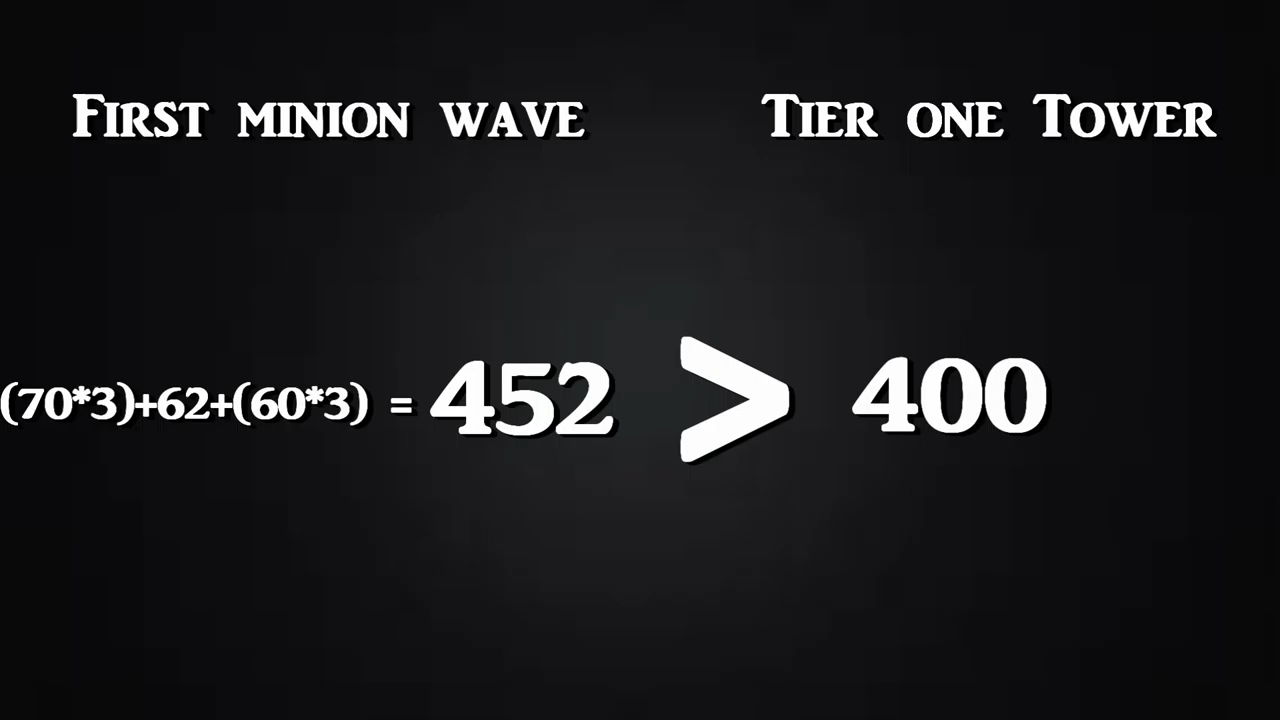 First minion wave
Tier one Tower
(70*3)+62+(60*3) = 452 > 400